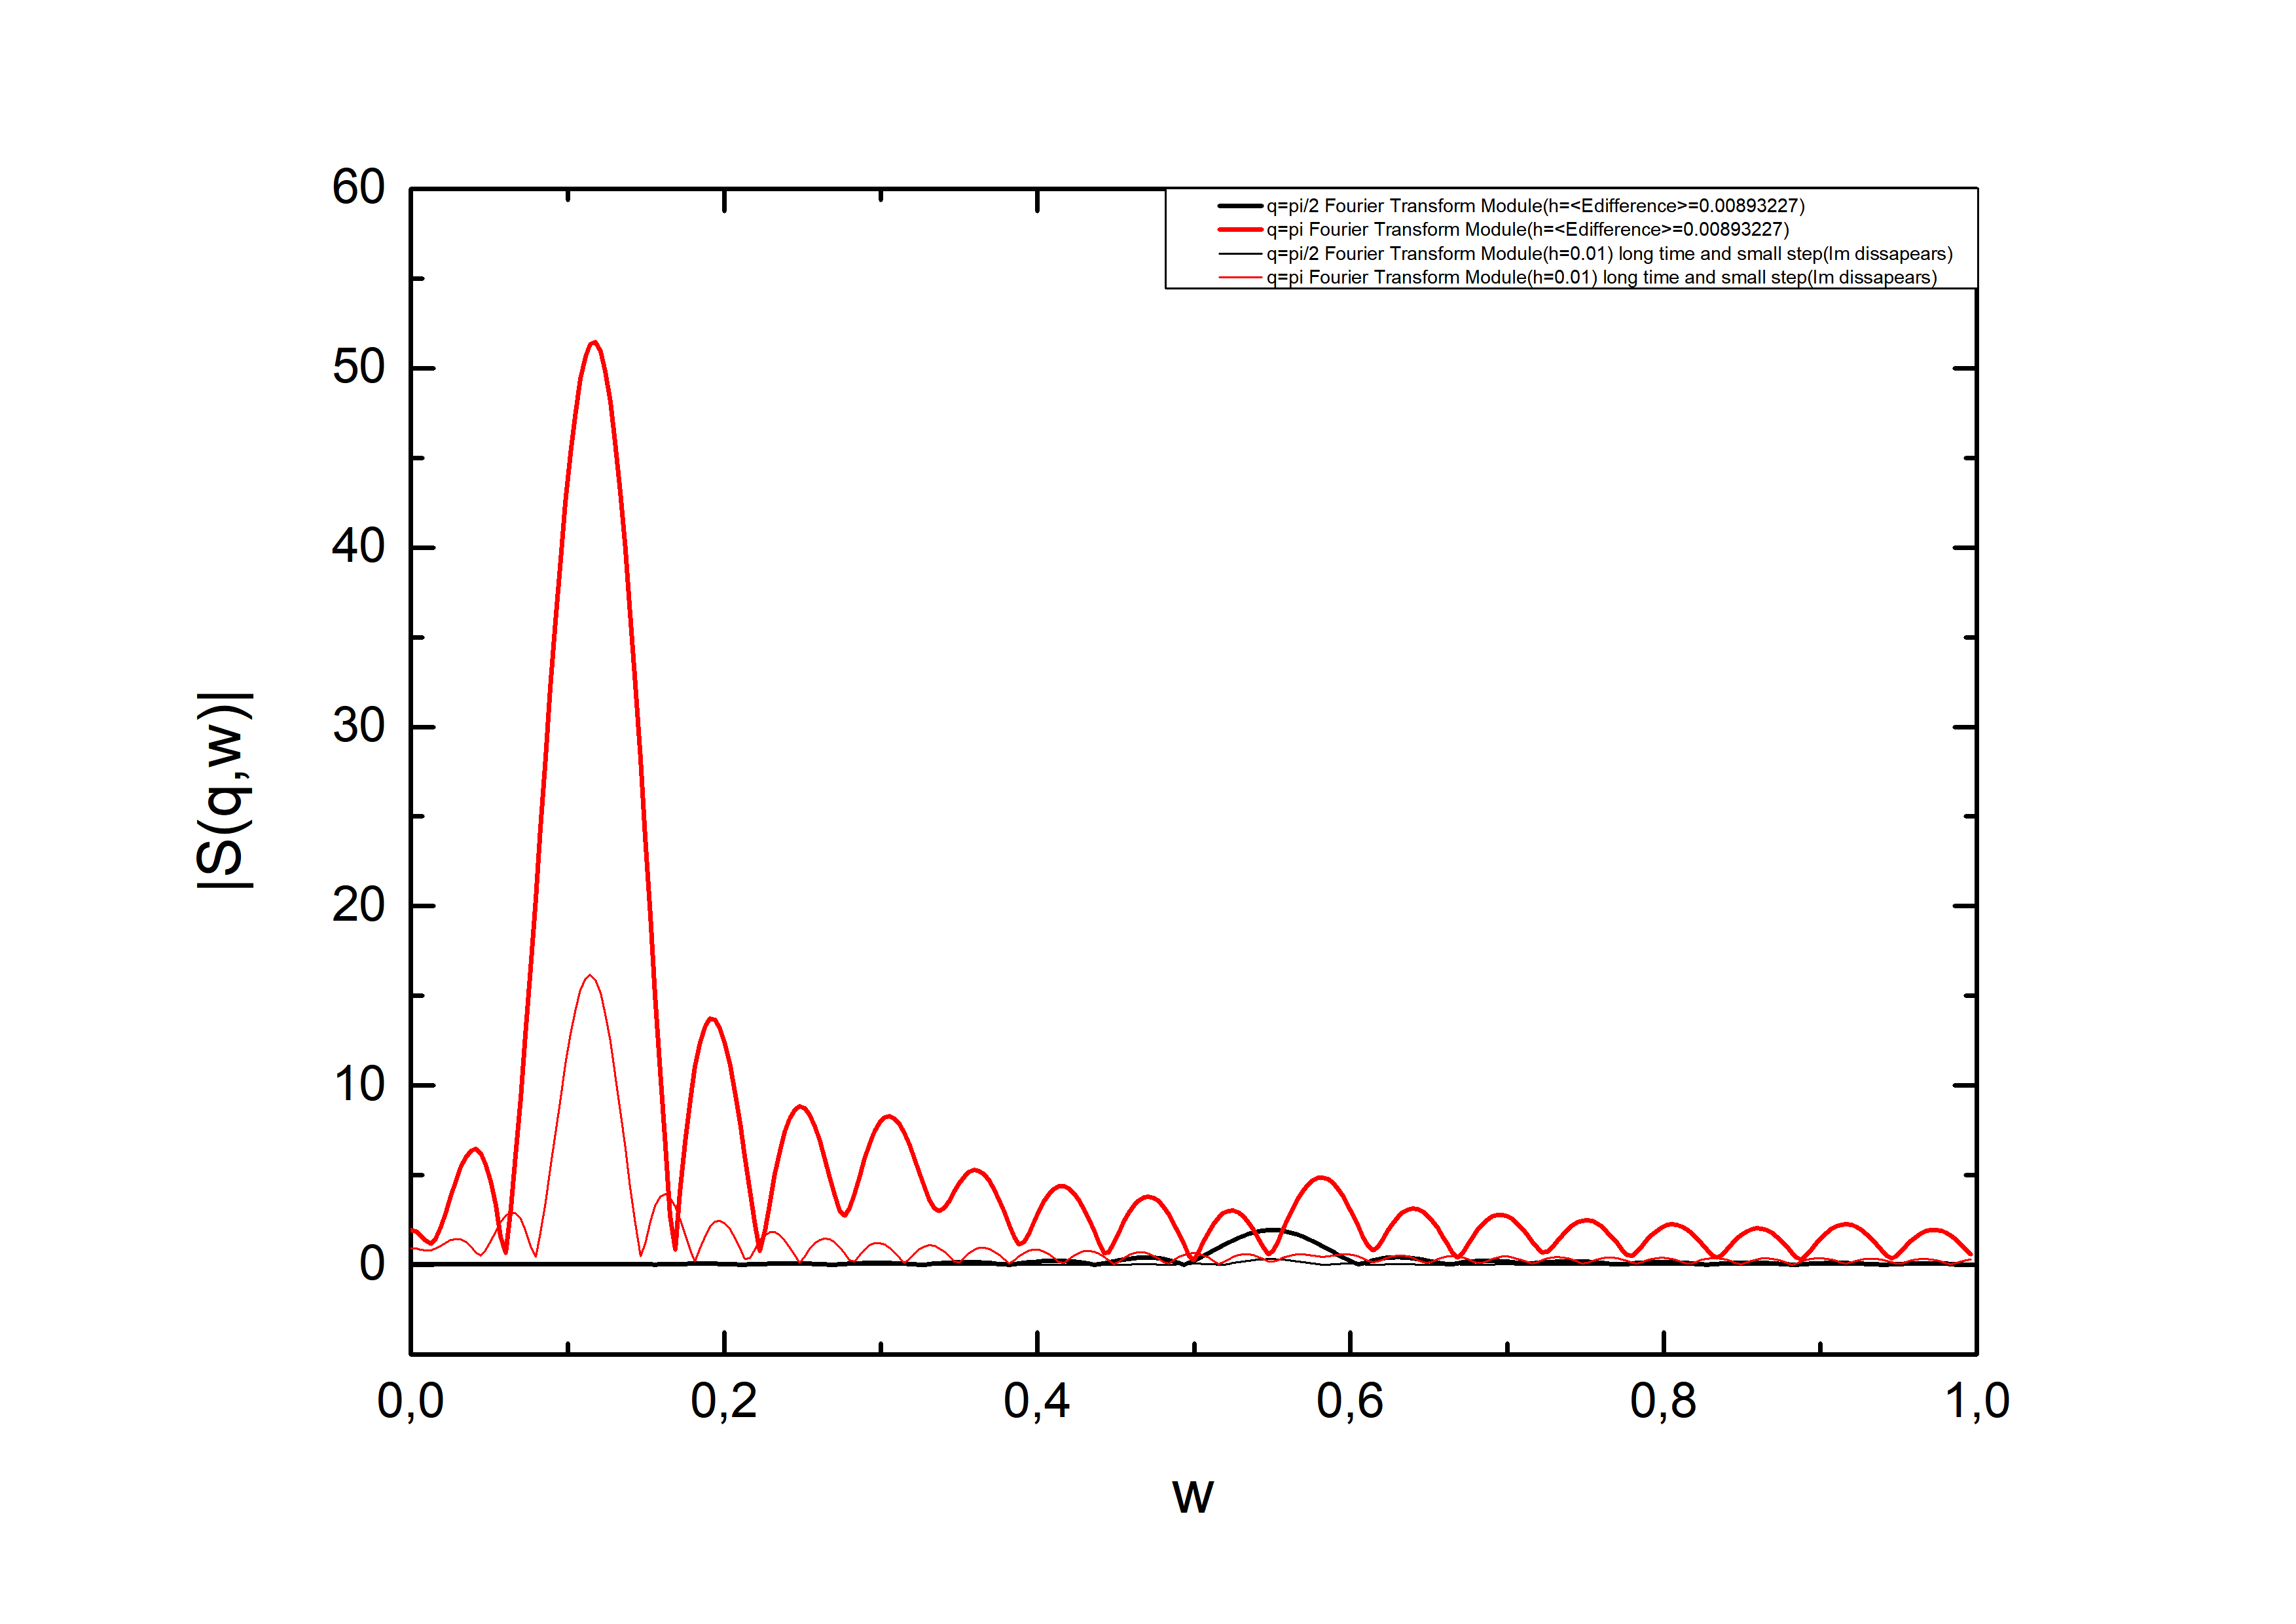 60
50
40
30
20
10
0
|S(q,w)|
q=pi/2 Fourier Transform Module(h=<Edifference>=0.00893227)
q=pi Fourier Transform Module(h=<Edifference>=0.00893227)
q=pi/2 Fourier Transform Module(h=0.01) long time and small step(Im dissapears)
q=pi Fourier Transform Module(h=0.01) long time and small step(Im dissapears)
0,0 0,2 0,4 0,6 0,8 1,0
w